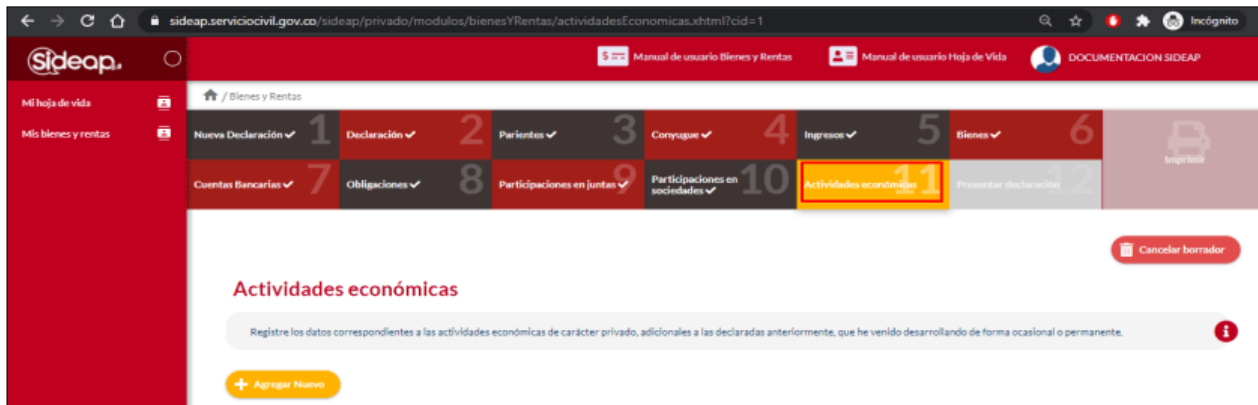 sideap.serviciocivil.gov.co/sideap/privado/modulos/bienesYRentas/actividadesEconomicas.xhtml?cid=1
Incógnito
Sideap.
Manual de usuario Bienes y Rentas
Manual de usuario Hoja de Vida
DOCUMENTACION SIDEAP
Mi hoja de vida
Mis bienes y rentas
/ Bienes y Rentas
Nueva Declaración ✔ 1
Declaración ✔ 2
Parientes ✔ 3
Conyugue ✔ 4
Ingresos ✔ 5
Bienes ✔ 6
Imprimir
Cuentas Bancarias ✔ 7
Obligaciones ✔ 8
Participaciones en juntas ✔ 9
Participaciones en
sociedades ✔ 10
Actividades económicas 11
Presentar declaración 12
Cancelar borrador
Actividades económicas
Registre los datos correspondientes a las actividades económicas de carácter privado, adicionales a las declaradas anteriormente, que he venido desarrollando de forma ocasional o permanente.
+ Agregar Nuevo